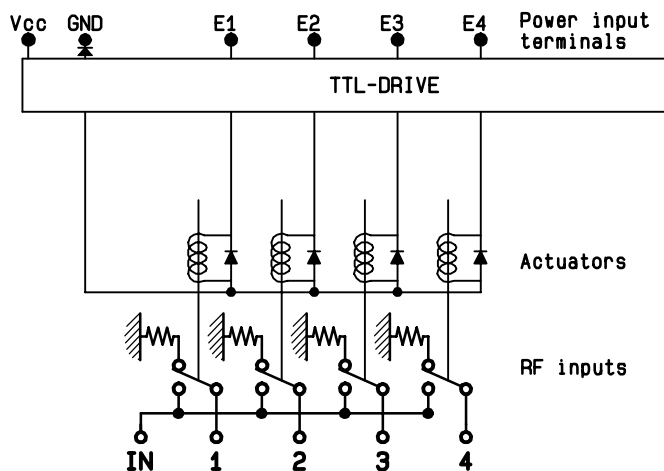 Vcc GND E1 E2 E3 E4 Power input
terminals
TTL-DRIVE
Actuators
RF inputs
IN 1 2 3 4